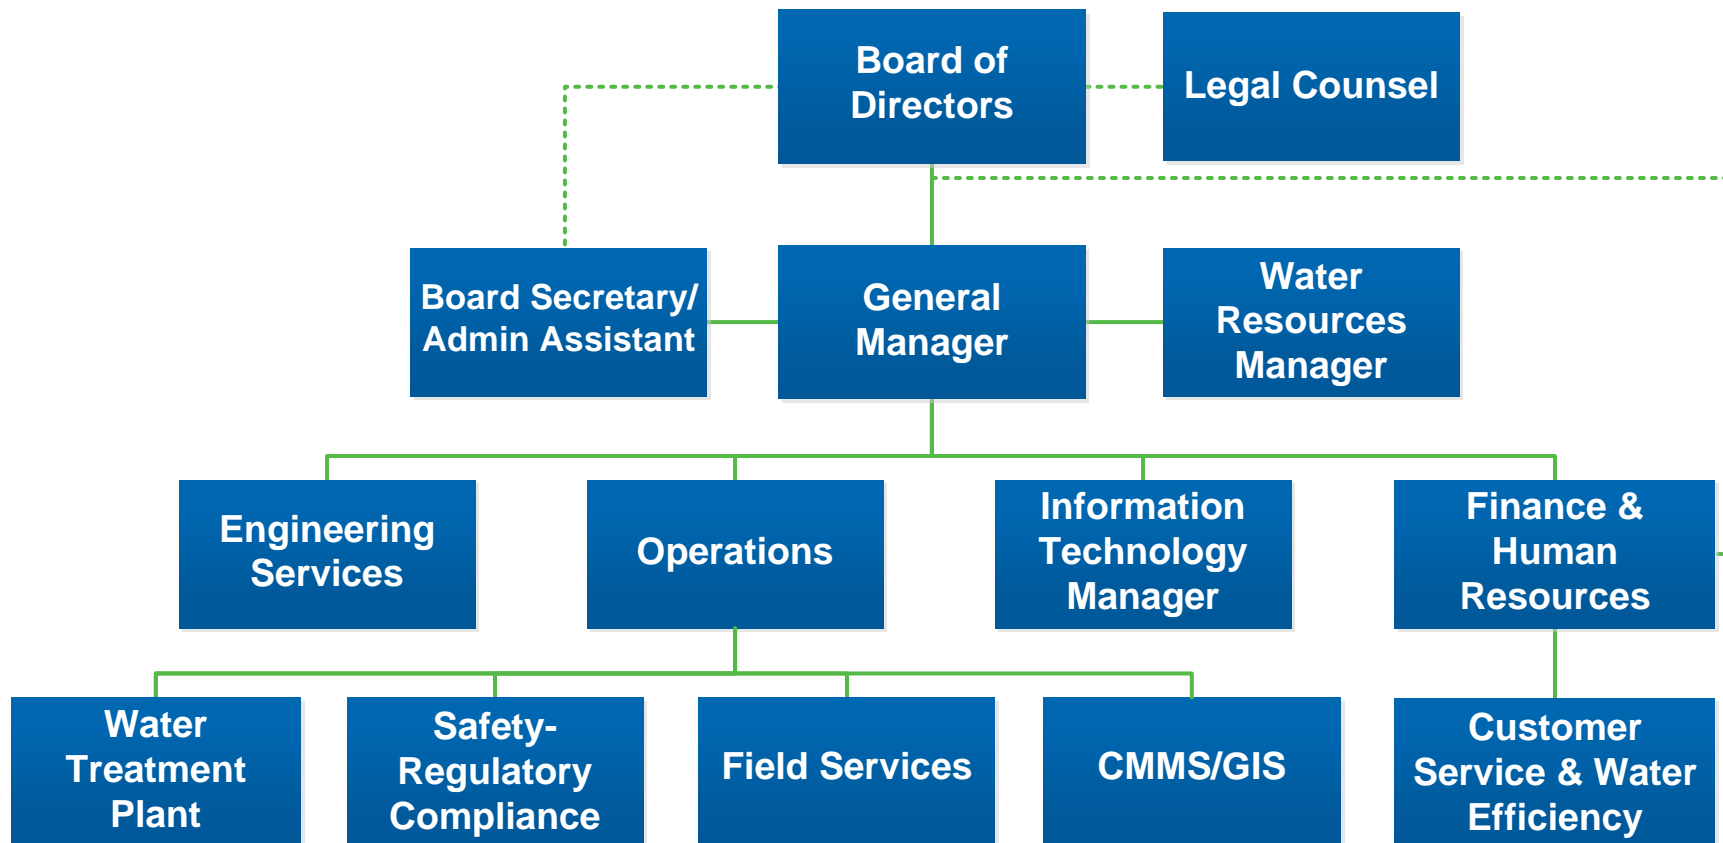 Board of
Directors
Legal Counsel
Board Secretary/
Admin Assistant
General
Manager
Water
Resources
Manager
Engineering
Services
Operations
Information
Technology
Manager
Finance &
Human
Resources
Water
Treatment
Plant
Safety-
Regulatory
Compliance
Field Services
CMMS/GIS
Customer
Service & Water
Efficiency